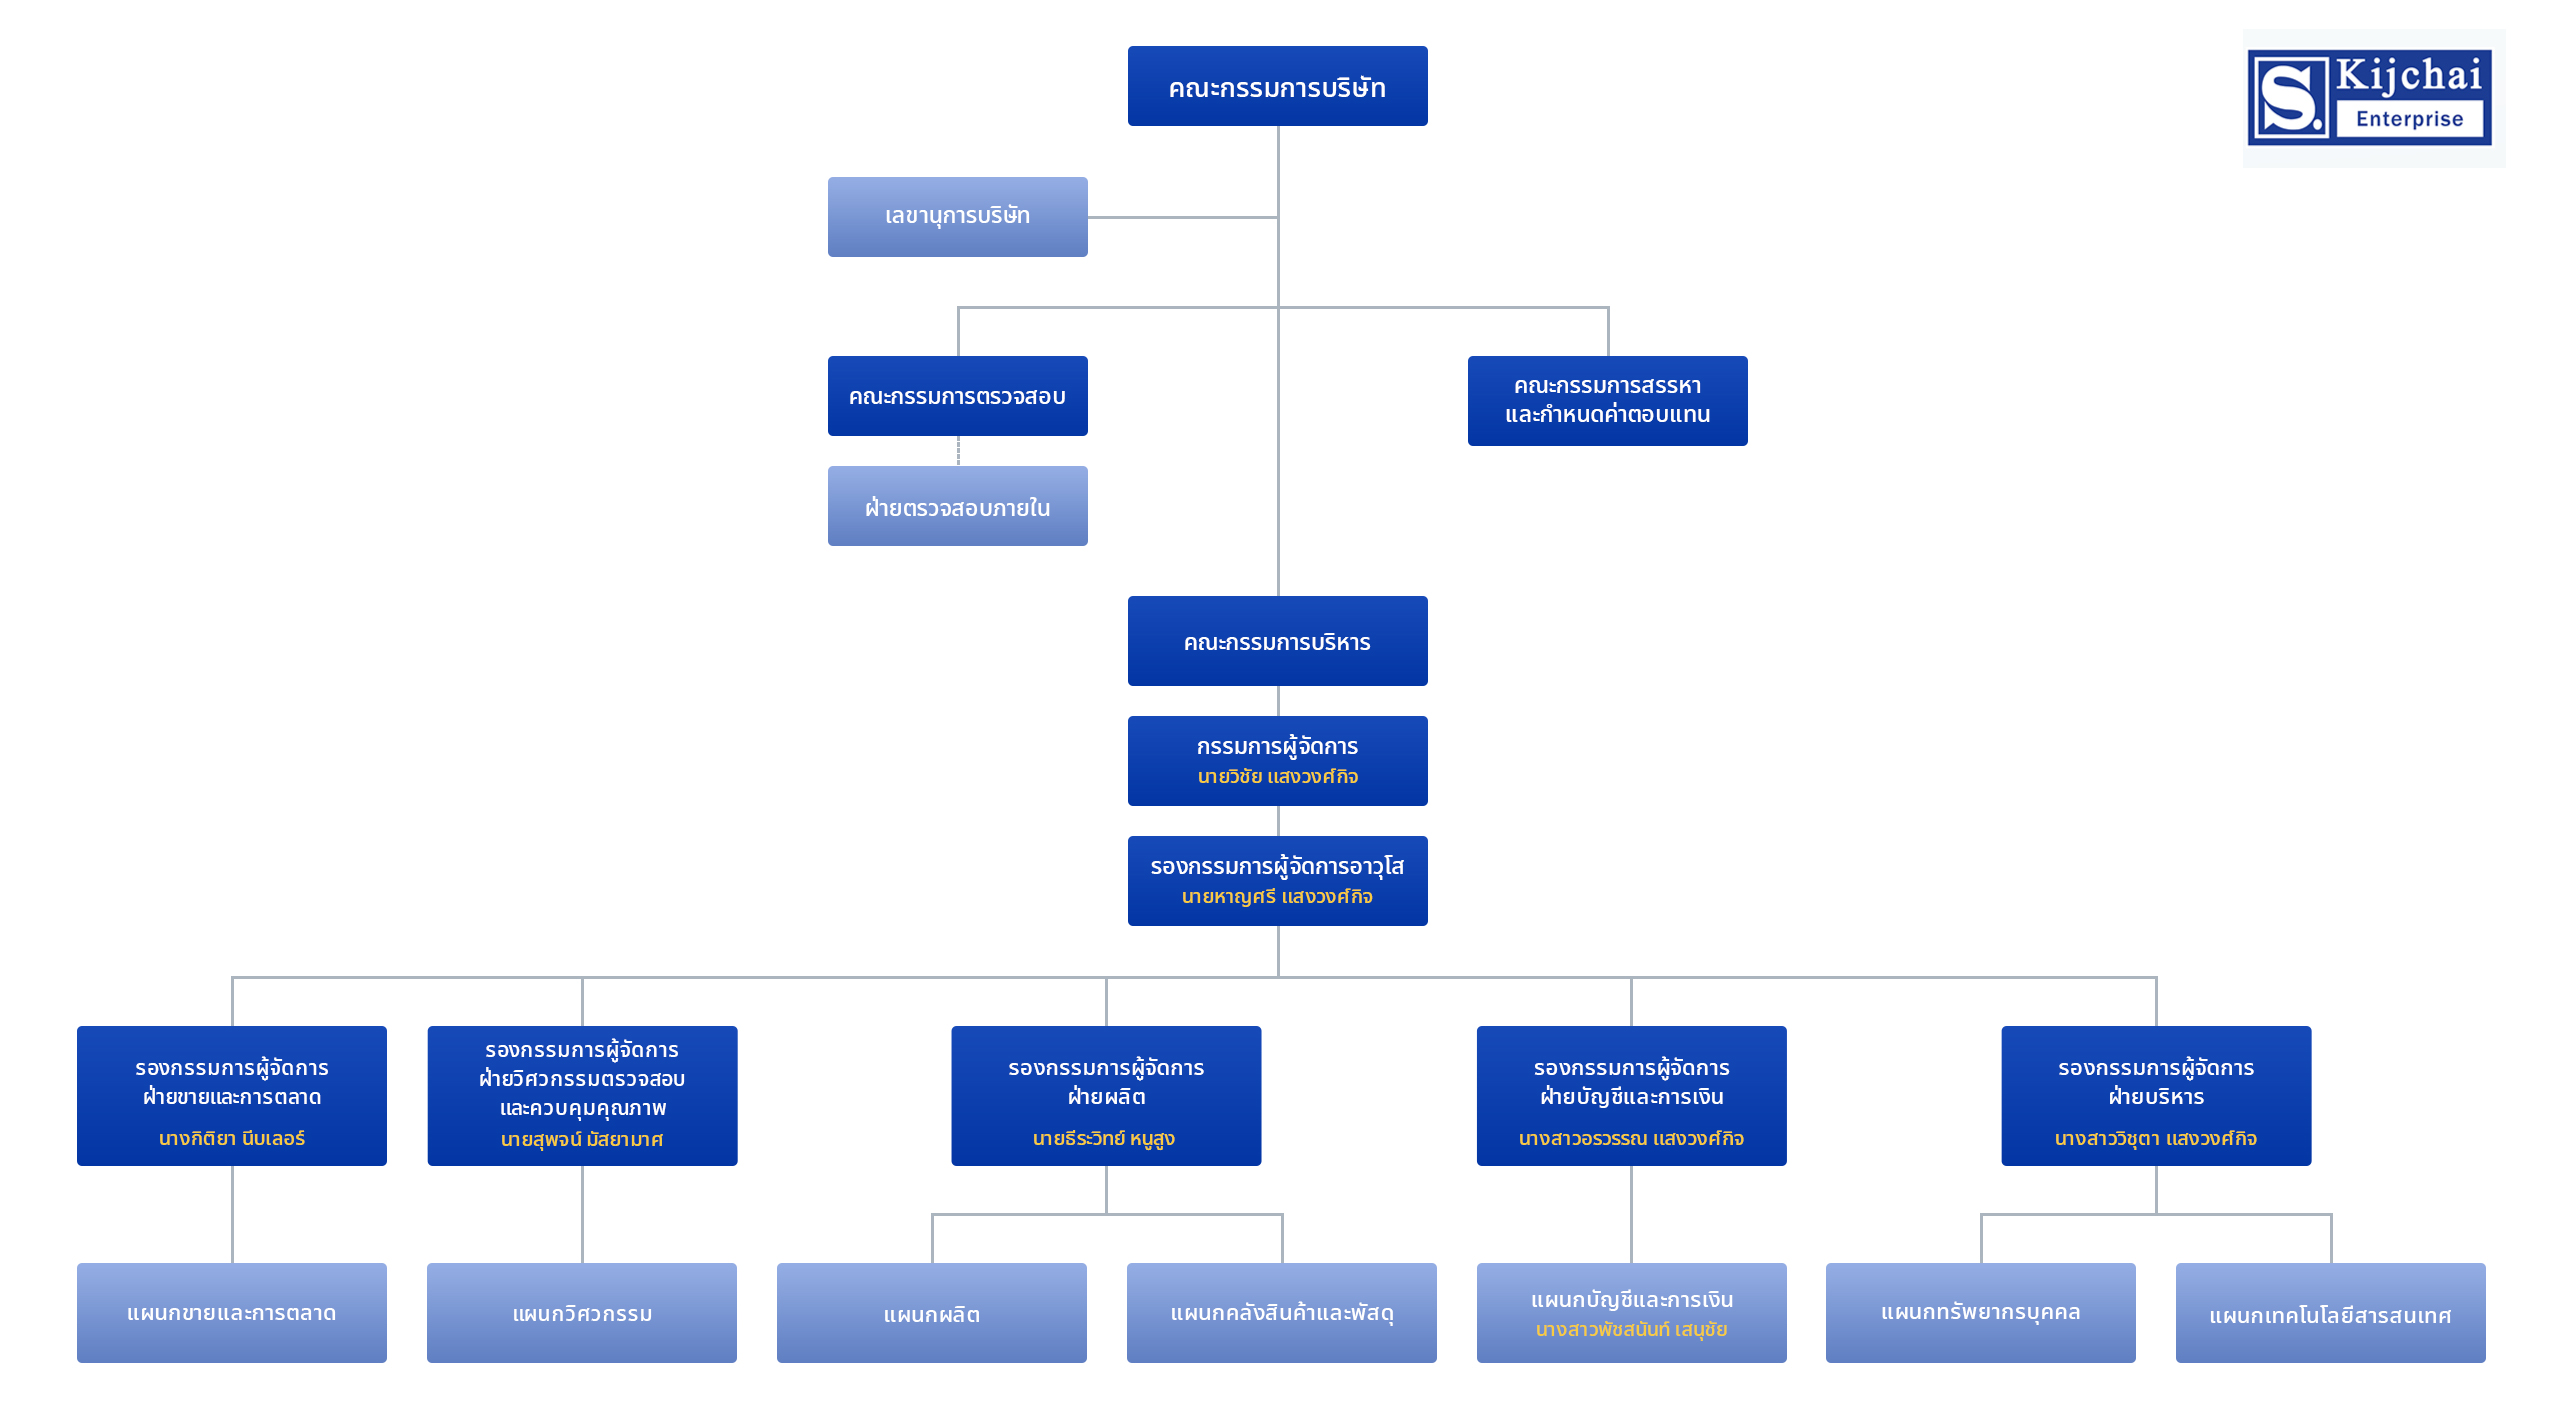 คณะกรรมการบริษัท
S. Kijchai
Enterprise
เลขานุการบริษัท
คณะกรรมการตรวจสอบ
คณะกรรมการสรรหา
และกำหนดค่าตอบแทน
ฝ่ายตรวจสอบภายใน
คณะกรรมการบริหาร
กรรมการผู้จัดการ
นายวิชัย แสงวงศ์กิจ
รองกรรมการผู้จัดการอาวุโส
นายหาญศรี แสงวงศ์กิจ
รองกรรมการผู้จัดการ
ฝ่ายขายและการตลาด
นางกิติยา นีบเลอร์
รองกรรมการผู้จัดการ
ฝ่ายวิศวกรรมตรวจสอบ
และควบคุมคุณภาพ
นายสุพจน์ มัสยามาศ
รองกรรมการผู้จัดการ
ฝ่ายผลิต
นายธีระวิทย์ หนูสูง
รองกรรมการผู้จัดการ
ฝ่ายบัญชีและการเงิน
นางสาวอรวรรณ แสงวงศ์กิจ
รองกรรมการผู้จัดการ
ฝ่ายบริหาร
นางสาววิชุตา แสงวงศ์กิจ
แผนกขายและการตลาด
แผนกวิศวกรรม
แผนกผลิต
แผนกคลังสินค้าและพัสดุ
แผนกบัญชีและการเงิน
นางสาวพัชสนันท์ เสนุชัย
แผนกทรัพยากรบุคคล
แผนกเทคโนโลยีสารสนเทศ